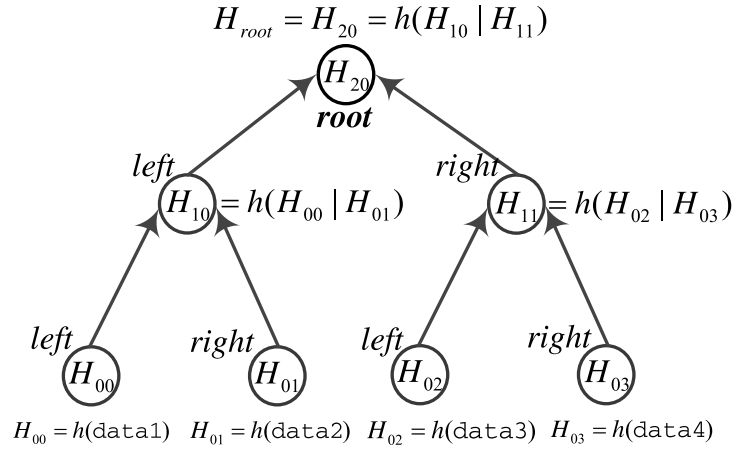 H_root = H_20 = h(H_10 | H_11)
H_20
root
left
right
H_10 = h(H_00 | H_01)
H_11 = h(H_02 | H_03)
left
right
left
right
H_00
H_01
H_02
H_03
H_00 = h(data1) H_01 = h(data2) H_02 = h(data3) H_03 = h(data4)